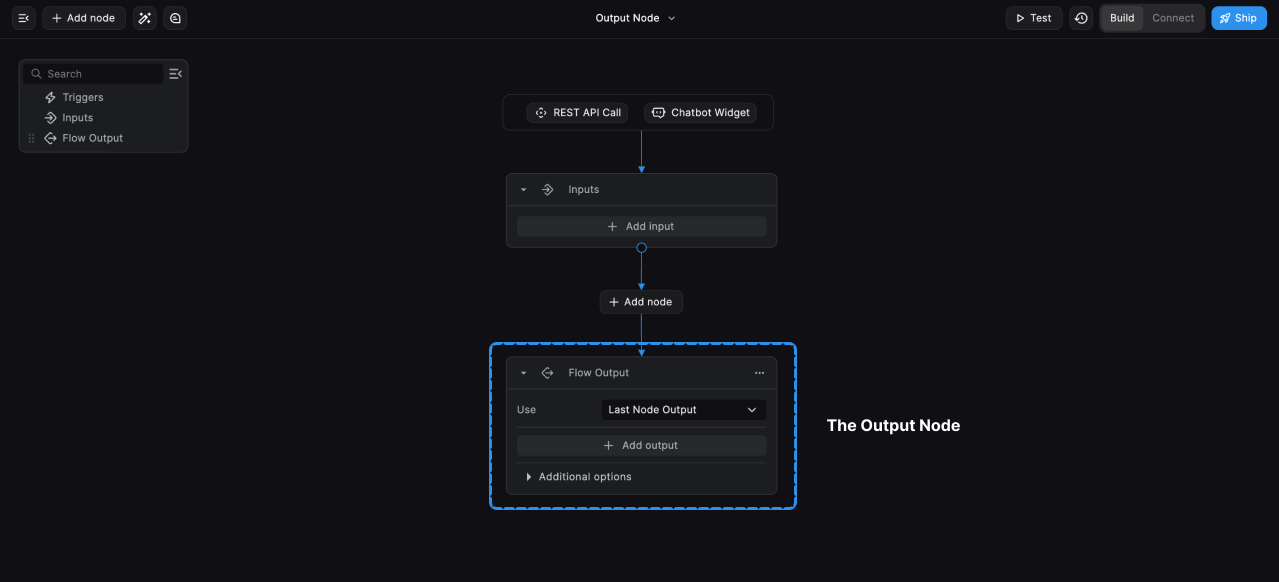 Add node
Output Node
Test
Build
Connect
Ship
Search
Triggers
Inputs
Flow Output
REST API Call
Chatbot Widget
Inputs
Add input
Add node
Flow Output
Use
Last Node Output
Add output
Additional options
The Output Node